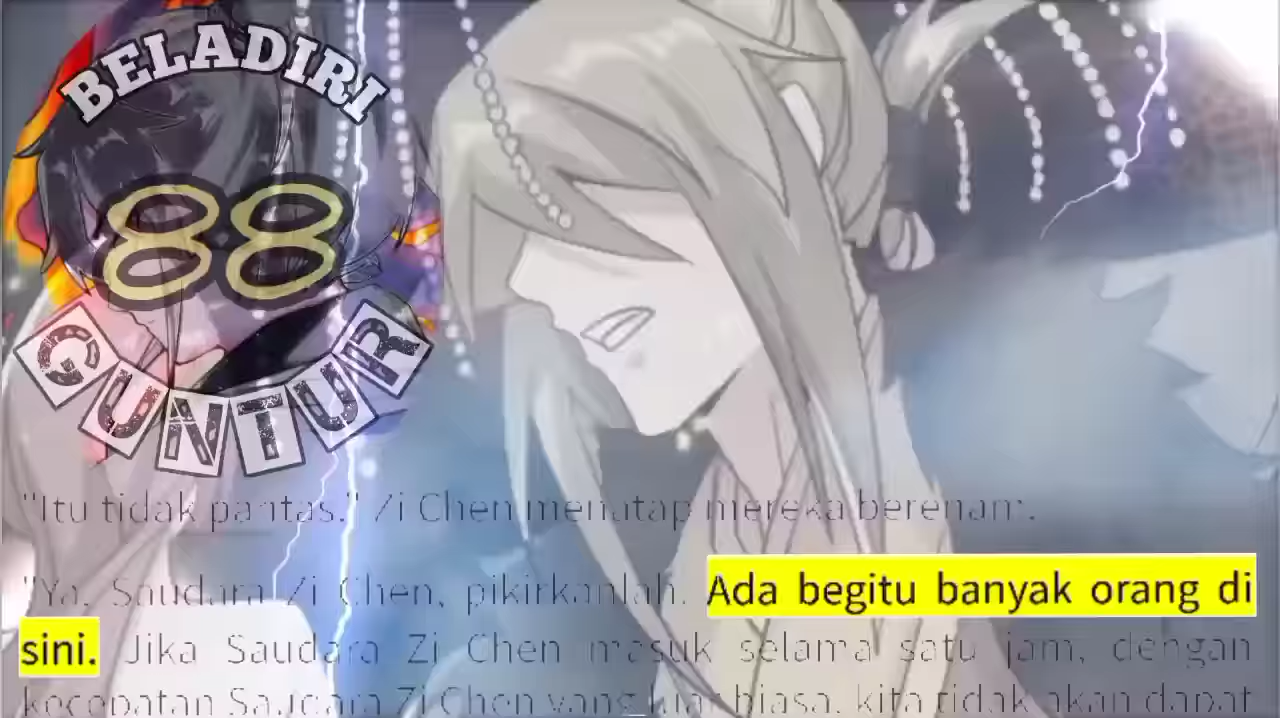 BELADIRI
88
GUNTUR
"Itu tidak pantas." Zi Chen menatap mereka berenam.
"Ya, Saudara Zi Chen, pikirkanlah. Ada begitu banyak orang di
sini. Jika Saudara Zi Chen masuk selama satu jam, dengan
kecepatan Saudara Zi Chen yang luar biasa, kita tidak akan dapat